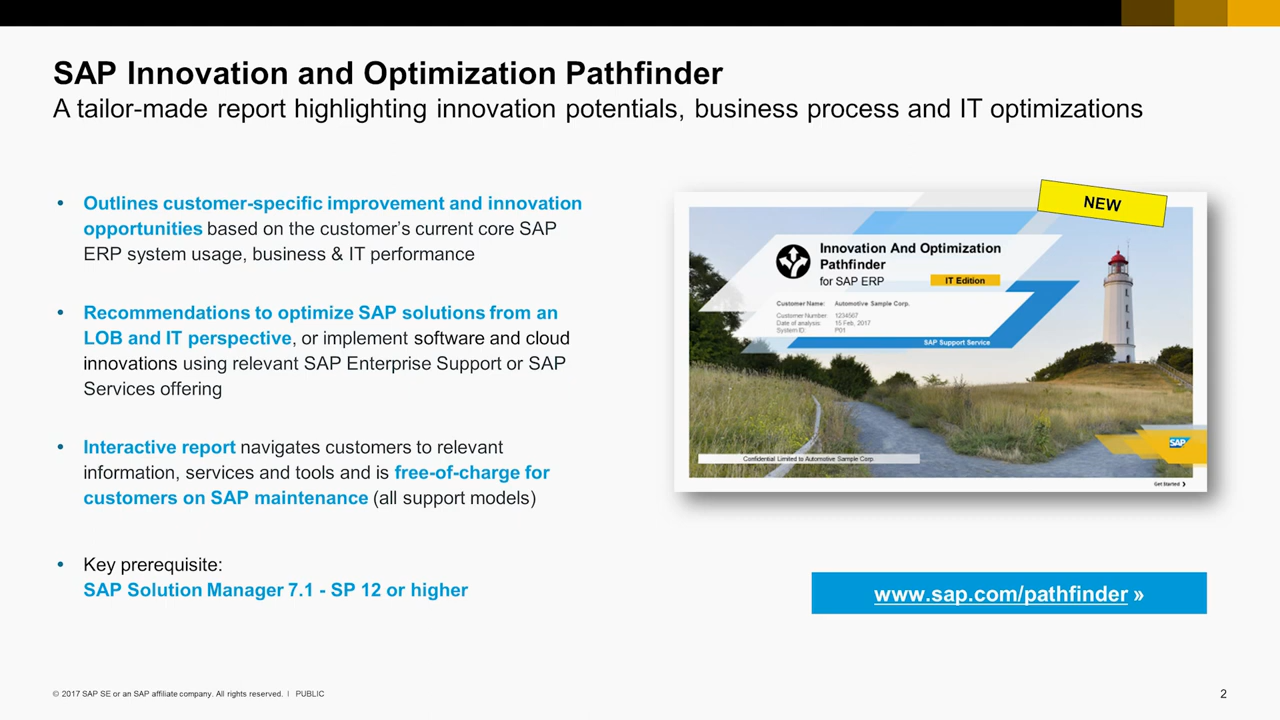 SAP Innovation and Optimization Pathfinder
A tailor-made report highlighting innovation potentials, business process and IT optimizations
• Outlines customer-specific improvement and innovation
opportunities based on the customer’s current core SAP
ERP system usage, business & IT performance
• Recommendations to optimize SAP solutions from an
LOB and IT perspective, or implement software and cloud
innovations using relevant SAP Enterprise Support or SAP
Services offering
• Interactive report navigates customers to relevant
information, services and tools and is free-of-charge for
customers on SAP maintenance (all support models)
• Key prerequisite:
SAP Solution Manager 7.1 - SP 12 or higher
NEW
Innovation And Optimization
Pathfinder
for SAP ERP
IT Edition
Customer Name: Automotive Sample Corp.
Customer Number: 1234567
Date of analysis: 15 Feb, 2017
System ID: P01
SAP Support Service
SAP
Confidential Limited to Automotive Sample Corp.
Get Started ❯
www.sap.com/pathfinder »
© 2017 SAP SE or an SAP affiliate company. All rights reserved. | PUBLIC
2